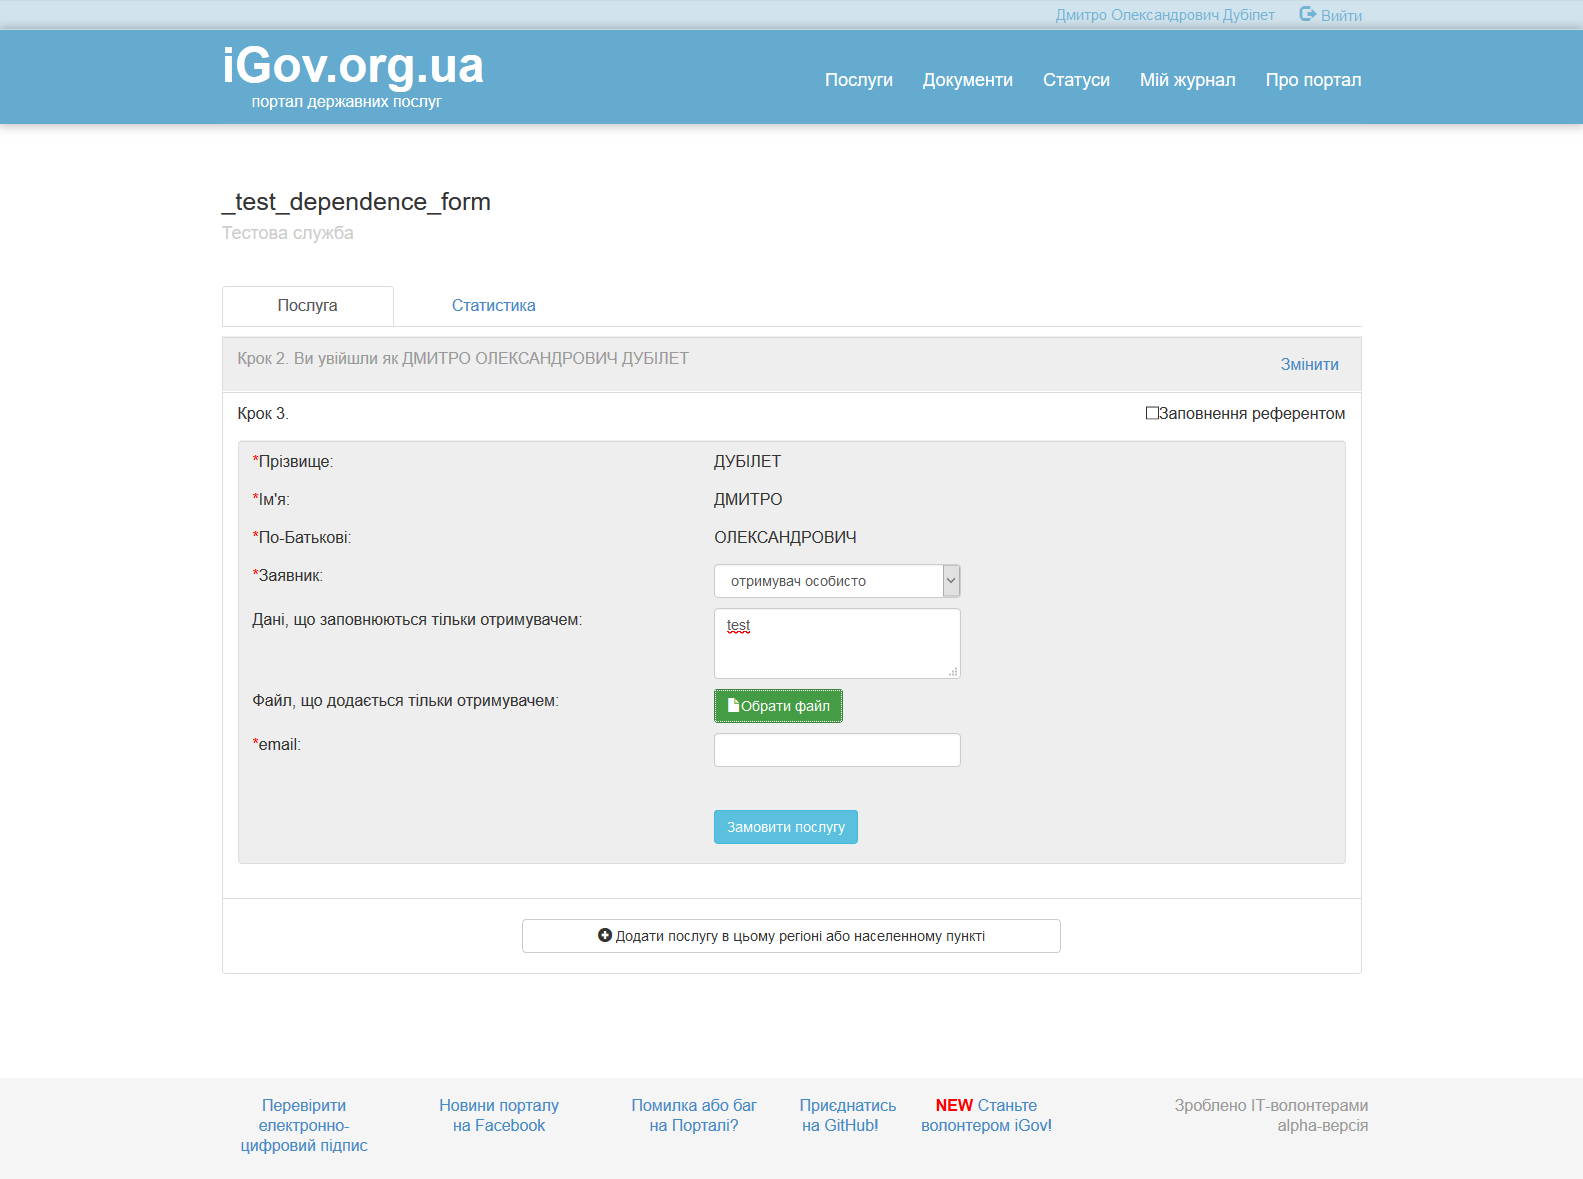 Дмитро Олександрович Дубілет Вийти
iGov.org.ua
портал державних послуг
Послуги Документи Статуси Мій журнал Про портал
_test_dependence_form
Тестова служба
Послуга Статистика
Крок 2. Ви увійшли як ДМИТРО ОЛЕКСАНДРОВИЧ ДУБІЛЕТ
Змінити
Крок 3. Заповнення референтом
*Прізвище: ДУБІЛЕТ
*Ім'я: ДМИТРО
*По-Батькові: ОЛЕКСАНДРОВИЧ
*Заявник: отримувач особисто
Дані, що заповнюються тільки отримувачем: test
Файл, що додається тільки отримувачем: Обрати файл
*email:
Замовити послугу
Додати послугу в цьому регіоні або населенному пункті
Перевірити
електронно-
цифровий підпис
Новини порталу
на Facebook
Помилка або баг
на Порталі?
Приєднатись
на GitHub!
NEW Станьте
волонтером iGov!
Зроблено ІТ-волонтерами
alpha-версія